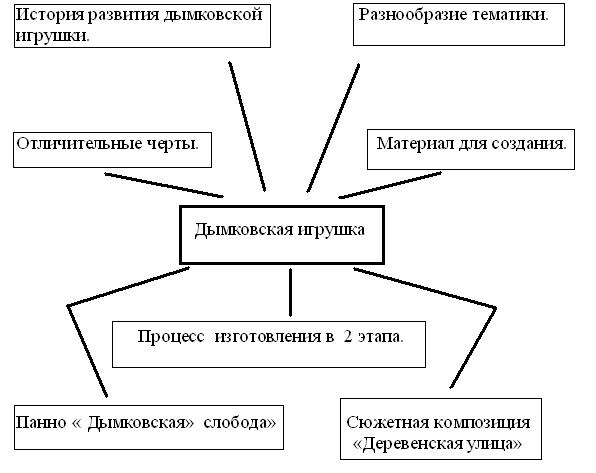 История развития дымковской
игрушки.
Разнообразие тематики.
Отличительные черты.
Материал для создания.
Дымковская игрушка
Процесс изготовления в 2 этапа.
Панно « Дымковская» слобода»
Сюжетная композиция
«Деревенская улица»